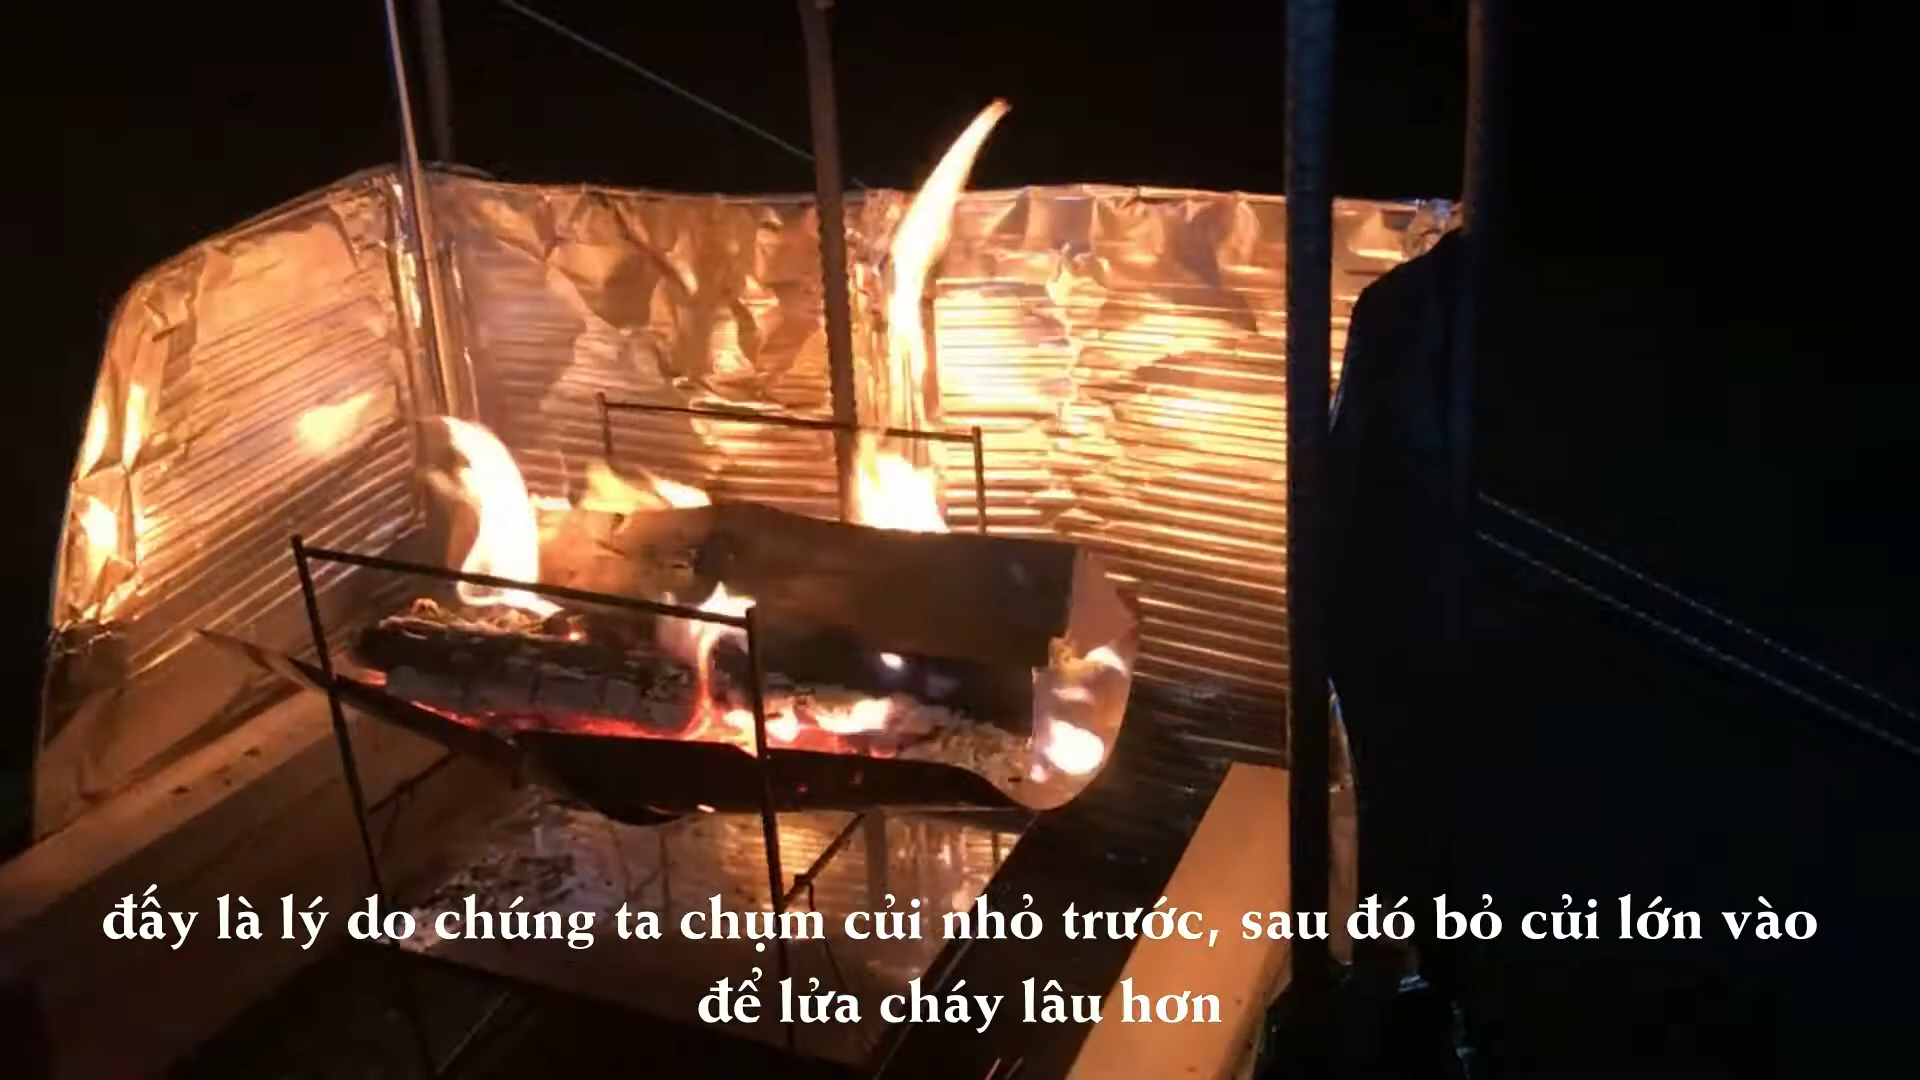 đấy là lý do chúng ta chụm củi nhỏ trước, sau đó bỏ củi lớn vào
để lửa cháy lâu hơn